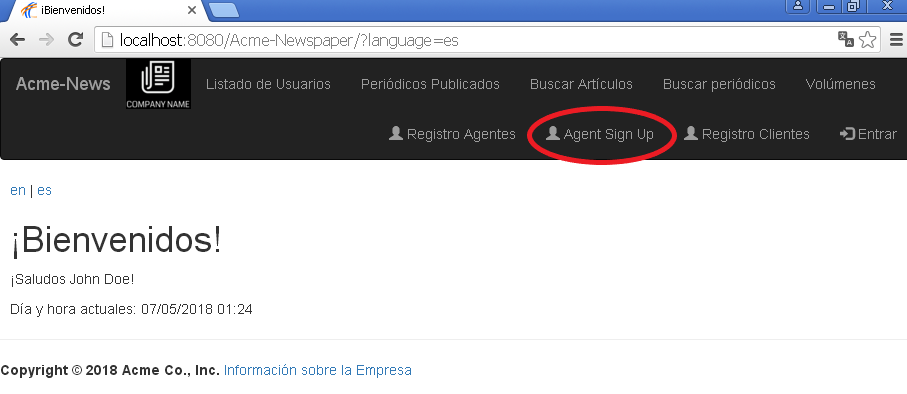 ¡Bienvenidos!
localhost:8080/Acme-Newspaper/?language=es
Acme-News COMPANY NAME Listado de Usuarios Periódicos Publicados Buscar Artículos Buscar periódicos Volúmenes
Registro Agentes Agent Sign Up Registro Clientes Entrar
en | es
¡Bienvenidos!
¡Saludos John Doe!
Día y hora actuales: 07/05/2018 01:24
Copyright © 2018 Acme Co., Inc. Información sobre la Empresa